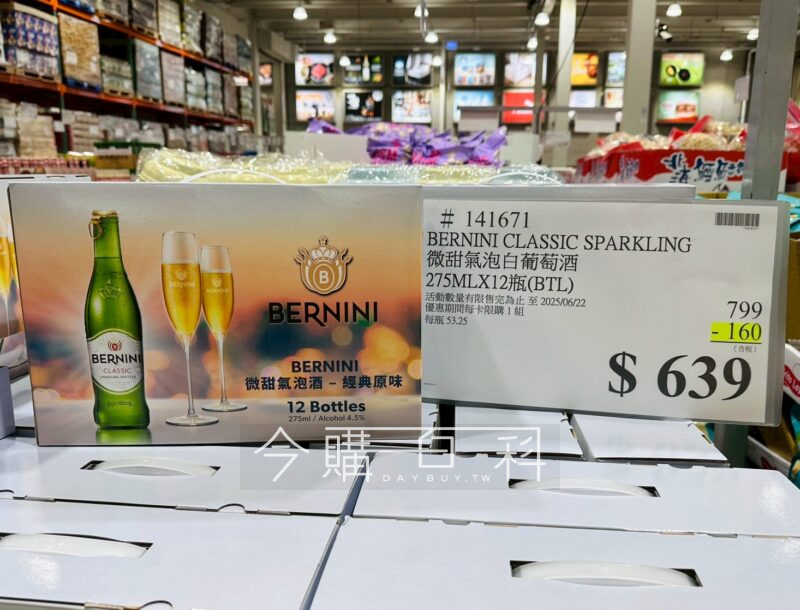 BERNINI
CLASSIC
BERNINI
BERNINI
微甜氣泡酒 - 經典原味
12 Bottles
275ml / Alcohol 4.5%
# 141671
BERNINI CLASSIC SPARKLING
微甜氣泡白葡萄酒
275MLX12瓶(BTL)
活動數量有限售完為止 至 2025/06/22
優惠期間每卡限購 1 組
每瓶 53.25
799
-160
(含稅)
$ 639
今購百科
DAYBUY.TW